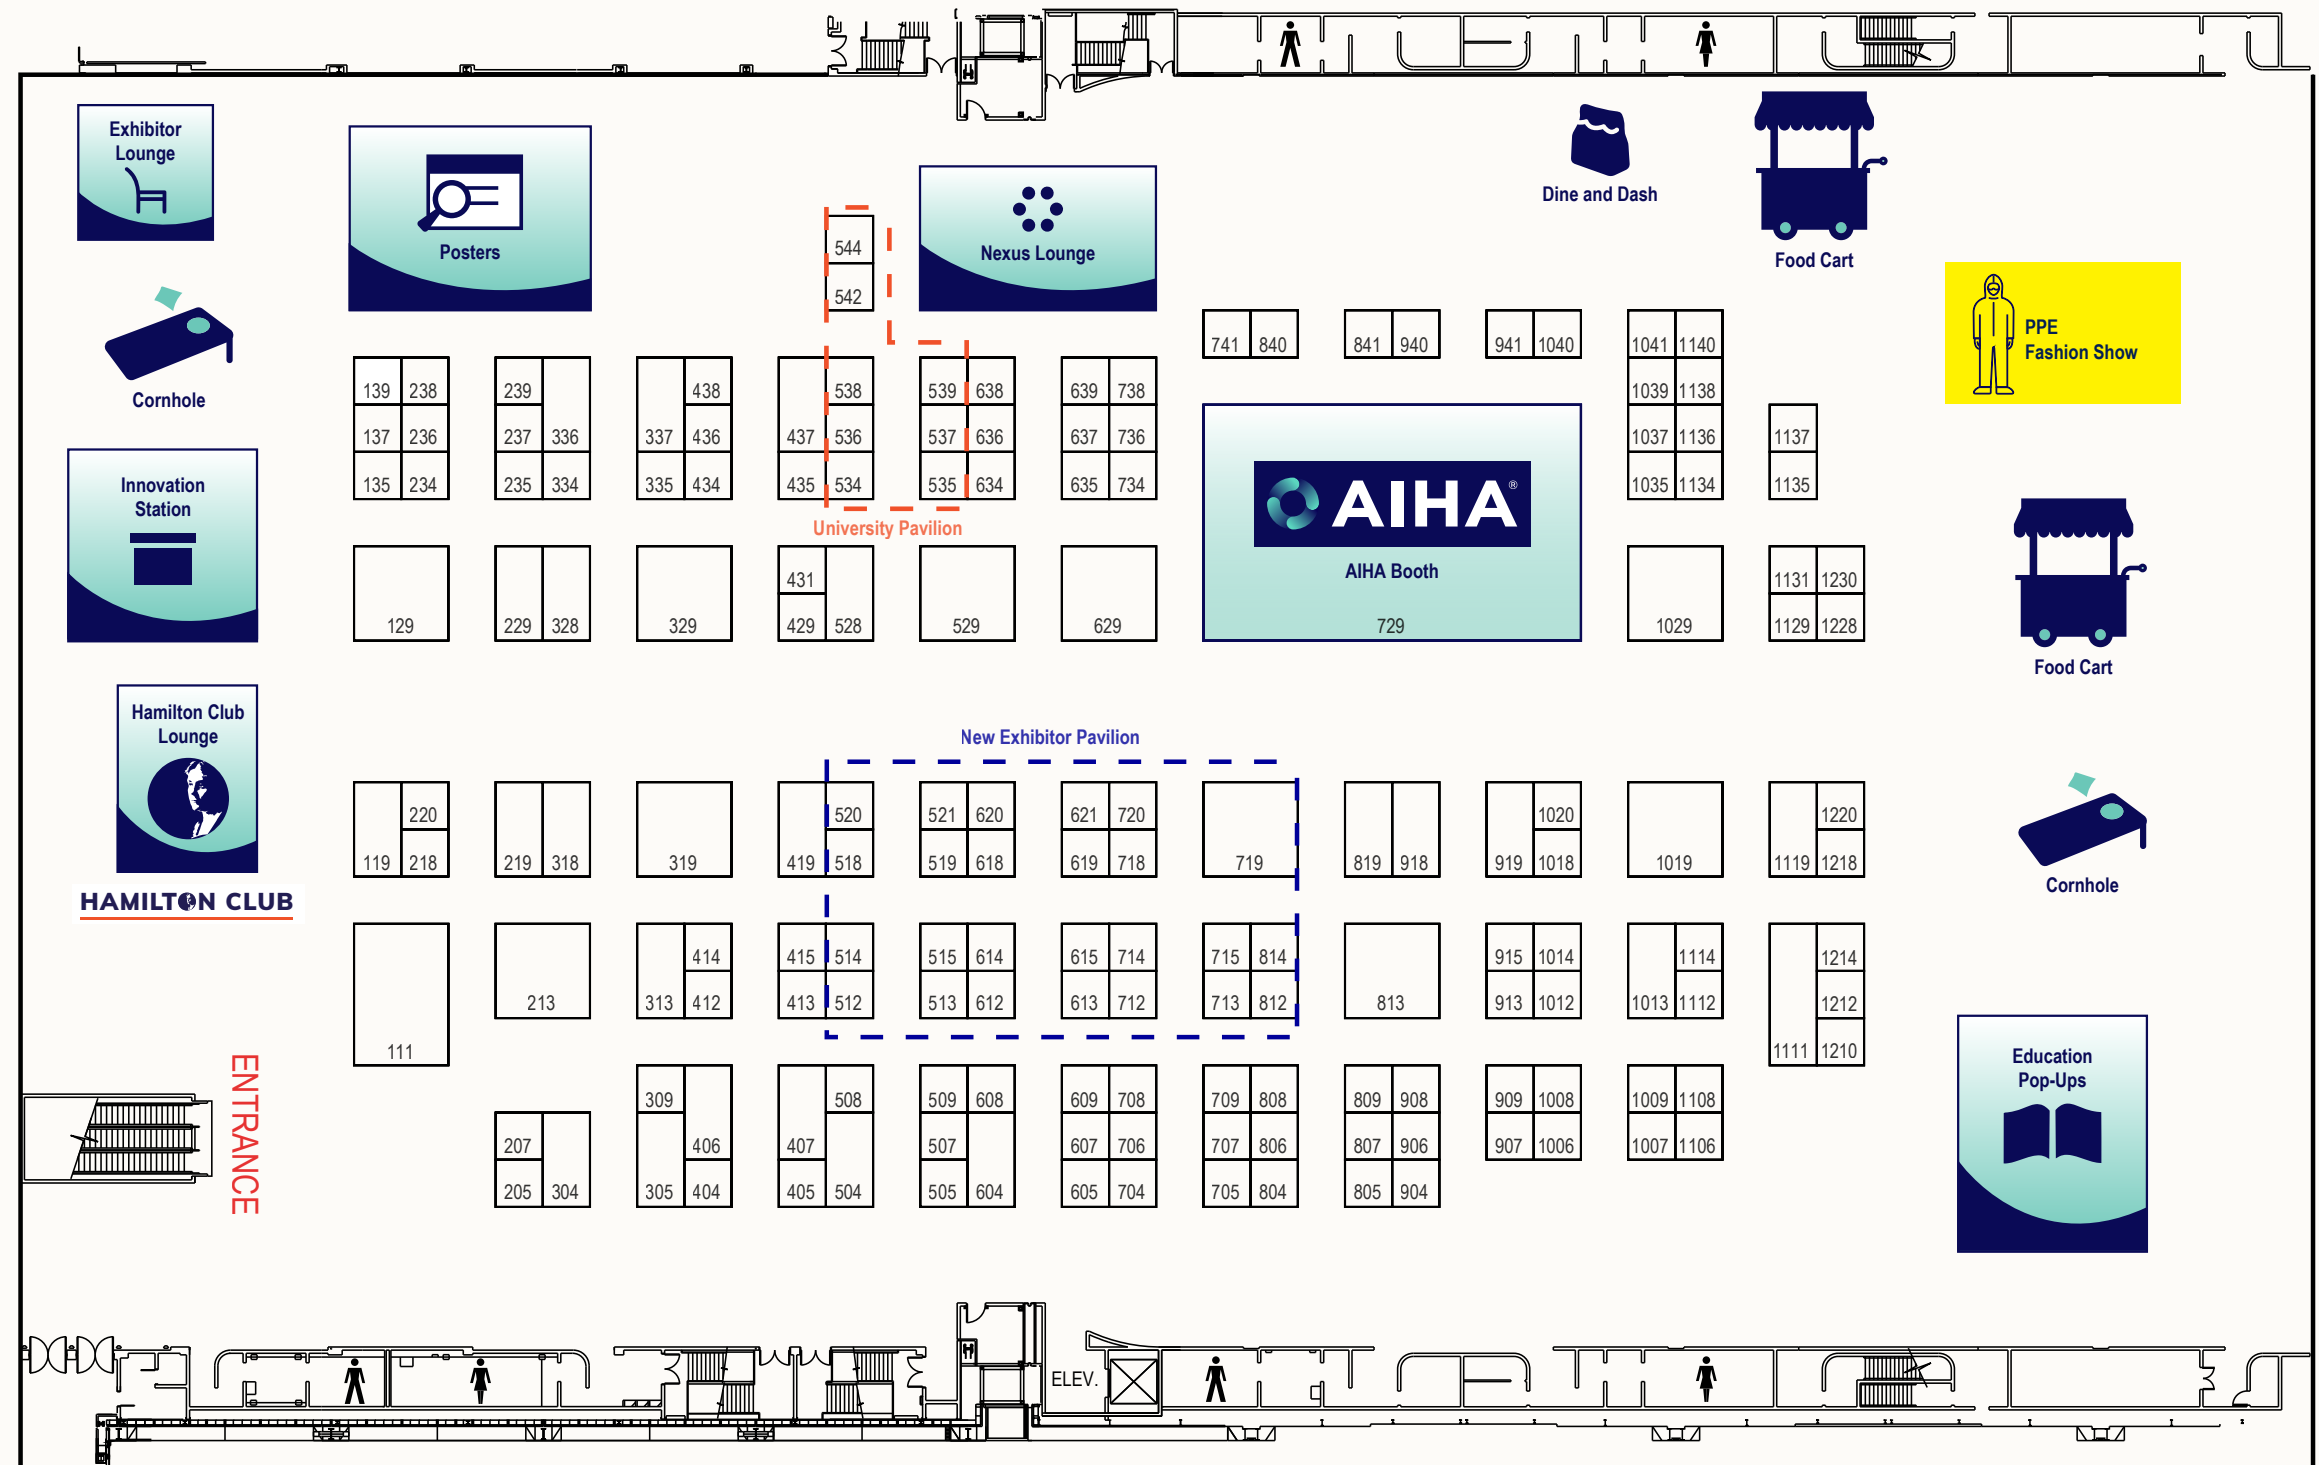 Exhibitor
Lounge
Posters
Nexus Lounge
Dine and Dash
Food Cart
PPE
Fashion Show
Cornhole
Innovation
Station
544
542
741 840 841 940 941 1040 1041 1140
139 238 239 438 538 539 638 639 738 1039 1138
137 236 237 336 337 436 437 536 537 636 637 736 1037 1136 1137
135 234 235 334 335 434 435 534 535 634 635 734 1035 1134 1135
University Pavilion
AIHA®
AIHA Booth
431 1131 1230
129 229 328 329 429 528 529 629 729 1029 1129 1228
Food Cart
Hamilton Club
Lounge
HAMILTON CLUB
New Exhibitor Pavilion
220 520 521 620 621 720 1020 1220
119 218 219 318 319 419 518 519 618 619 718 719 819 918 919 1018 1019 1119 1218
Cornhole
414 415 514 515 614 615 714 715 814 915 1014 1114 1214
213 313 412 413 512 513 612 613 712 713 812 813 913 1012 1013 1112 1212
111 1111 1210
ENTRANCE
309 508 509 608 609 708 709 808 809 908 909 1008 1009 1108
207 406 407 507 607 706 707 806 807 906 907 1006 1007 1106
205 304 305 404 405 504 505 604 605 704 705 804 805 904
Education
Pop-Ups
ELEV.